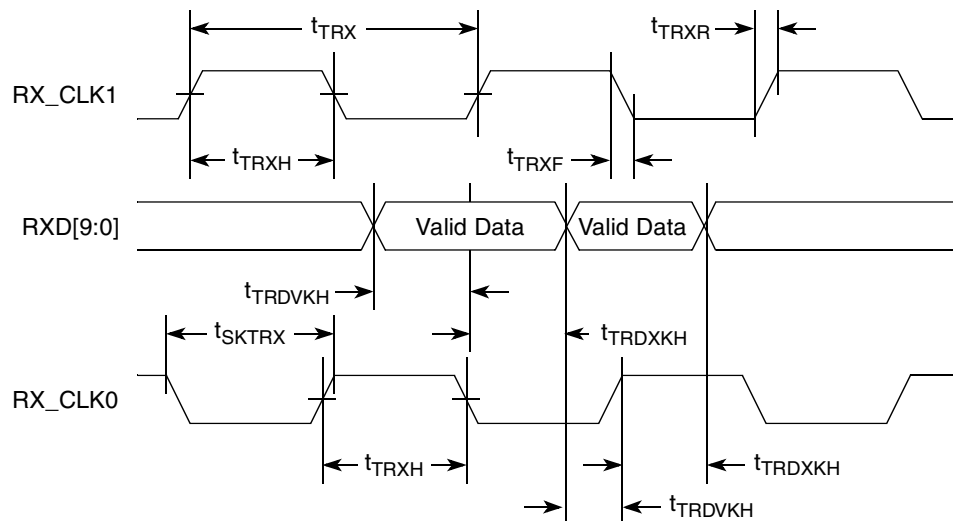 tTRX
tTRXR
RX_CLK1
tTRXH
tTRXF
RXD[9:0]
Valid Data
Valid Data
tTRDVKH
tSKTRX
tTRDXKH
RX_CLK0
tTRXH
tTRDXKH
tTRDVKH